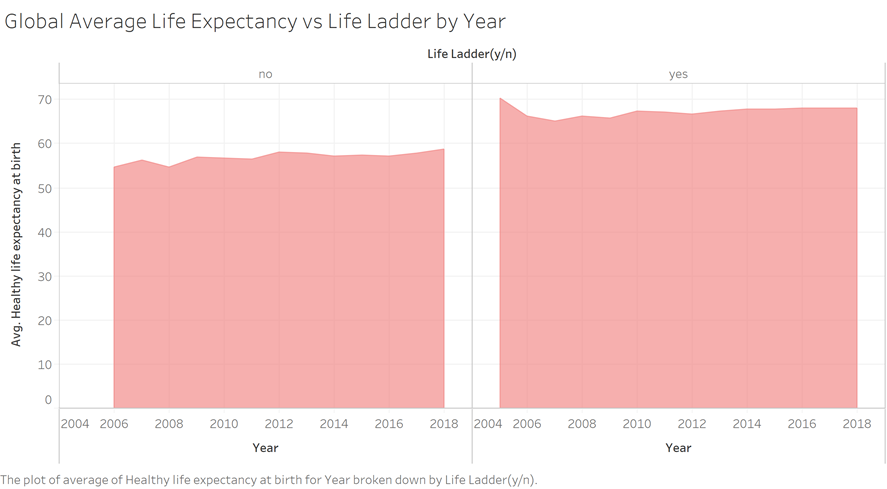 Global Average Life Expectancy vs Life Ladder by Year
Life Ladder(y/n)
no yes
70
60
50
40
30
20
10
0
Avg. Healthy life expectancy at birth
2004 2006 2008 2010 2012 2014 2016 2018 2004 2006 2008 2010 2012 2014 2016 2018
Year Year
The plot of average of Healthy life expectancy at birth for Year broken down by Life Ladder(y/n).